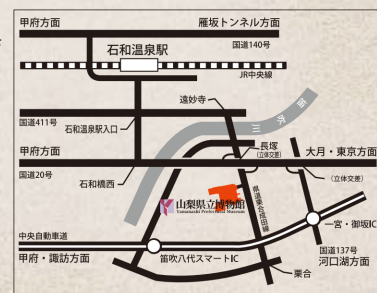 甲府方面
雁坂トンネル方面
国道140号
石和温泉駅
JR中央線
遠妙寺
笛吹川
国道411号
石和温泉駅入口
長塚
(立体交差)
甲府方面
大月・東京方面
国道20号
石和橋西
(立体交差)
山梨県立博物館
Yamanashi Prefectural Museum
県道栗合成田線
一宮・御坂IC
中央自動車道
甲府・諏訪方面
笛吹八代スマートIC
国道137号
河口湖方面
栗合